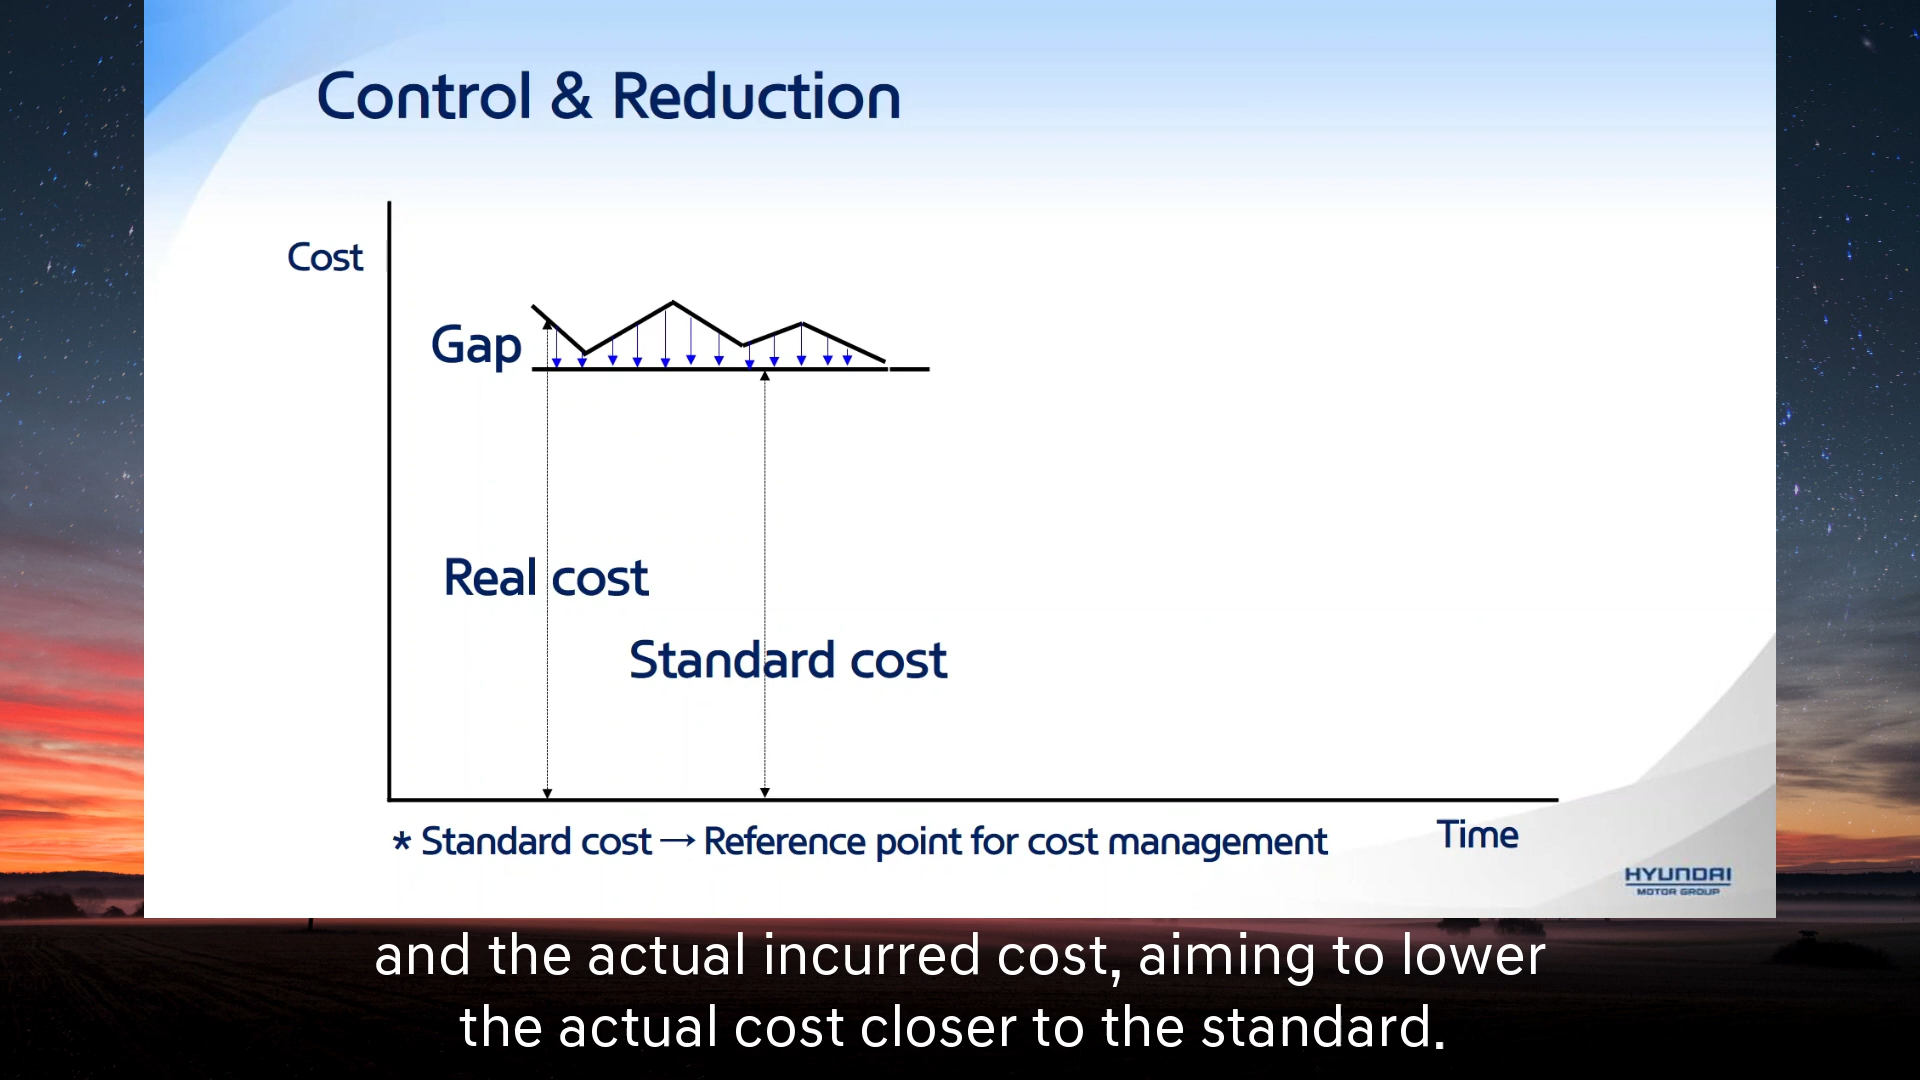 Control & Reduction
Cost
Gap
Real cost
Standard cost
* Standard cost → Reference point for cost management
Time
HYUNDAI
MOTOR GROUP
and the actual incurred cost, aiming to lower
the actual cost closer to the standard.